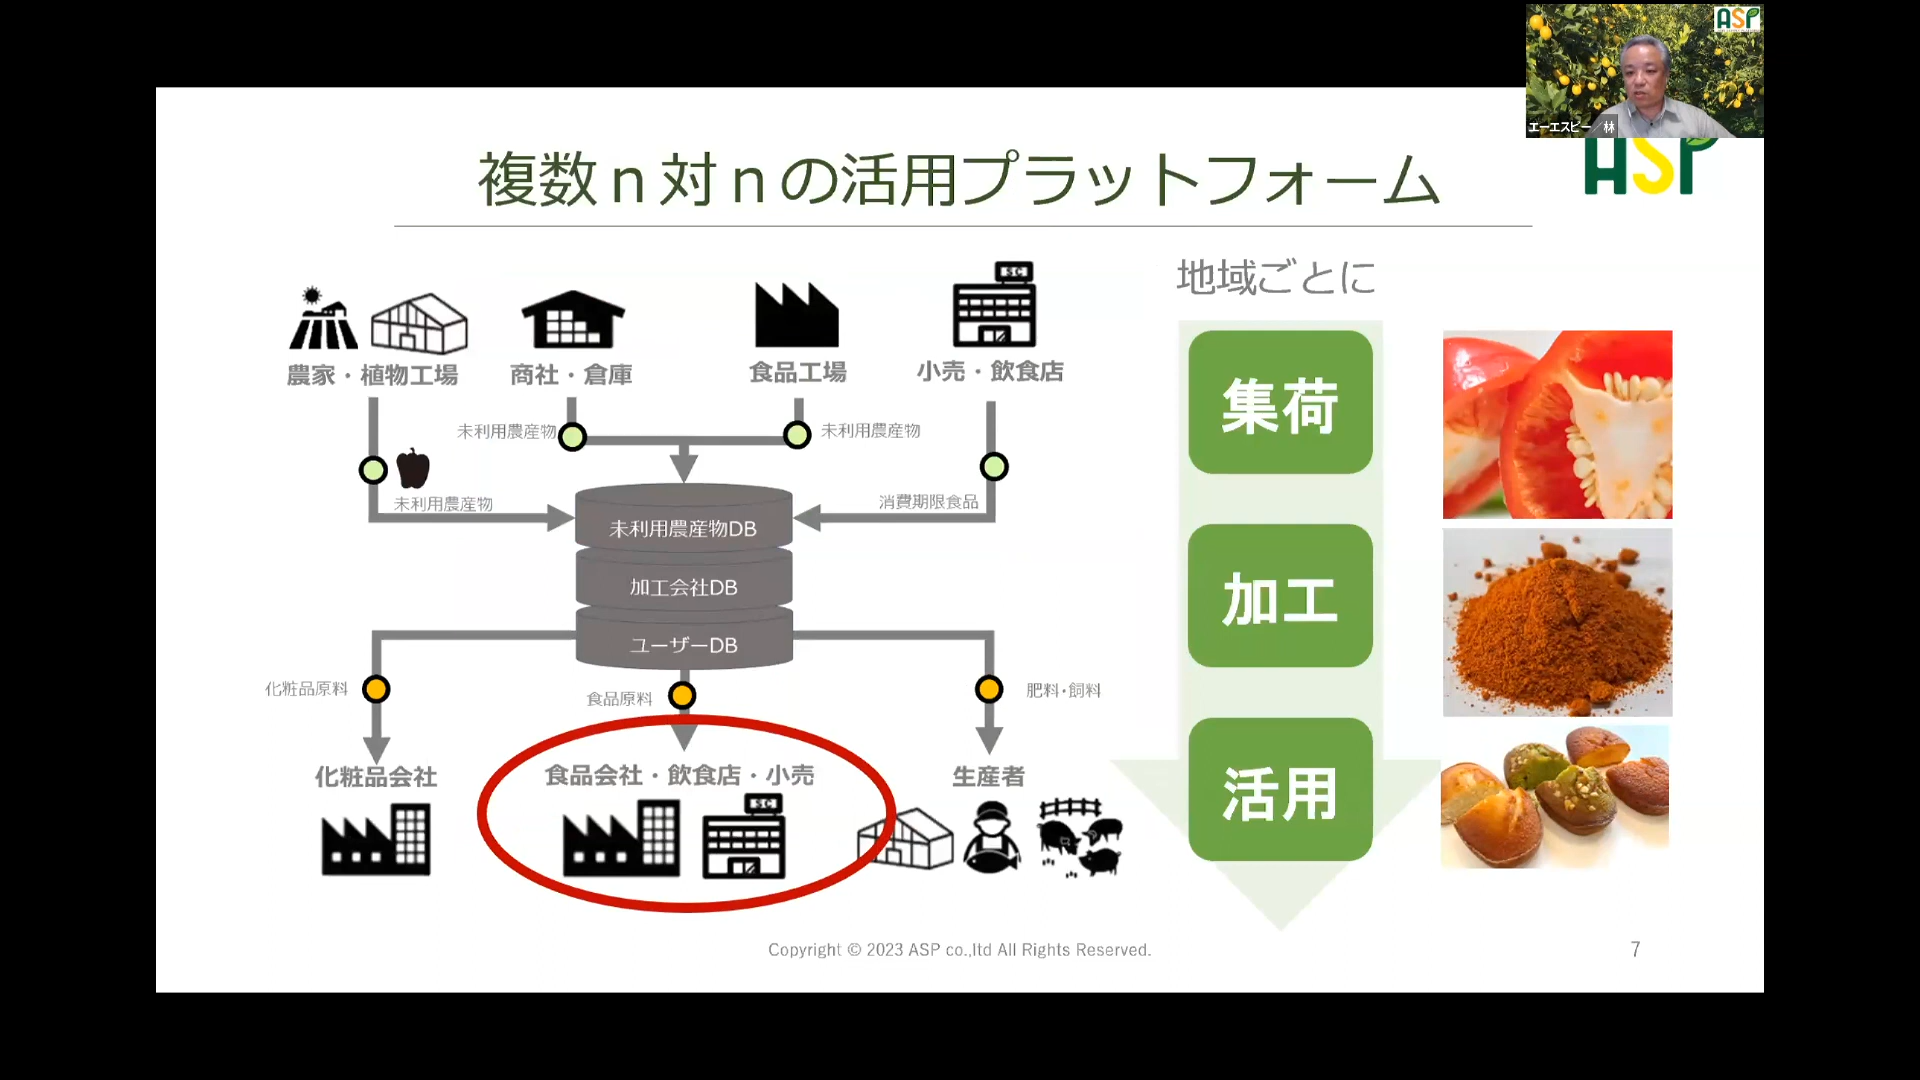 ASP
エーエスピー／林
ASP
複数ｎ対ｎの活用プラットフォーム
地域ごとに
SC
農家・植物工場
商社・倉庫
食品工場
小売・飲食店
未利用農産物
未利用農産物
未利用農産物
消費期限食品
未利用農産物DB
加工会社DB
ユーザーDB
化粧品原料
食品原料
肥料・飼料
化粧品会社
食品会社・飲食店・小売
生産者
SC
集荷
加工
活用
Copyright © 2023 ASP co.,ltd All Rights Reserved.
7